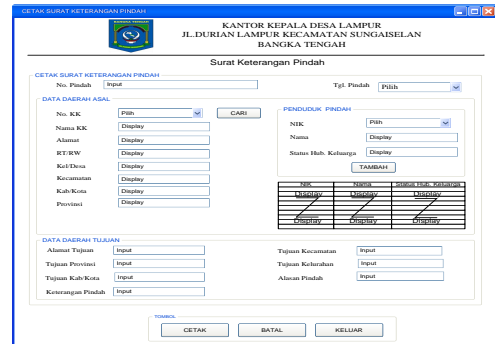 CETAK SURAT KETERANGAN PINDAH
KANTOR KEPALA DESA LAMPUR
JL.DURIAN LAMPUR KECAMATAN SUNGAISELAN
BANGKA TENGAH
Surat Keterangan Pindah
CETAK SURAT KETERANGAN PINDAH
No. Pindah Input Tgl. Pindah Pilih
DATA DAERAH ASAL
No. KK Pilih CARI
Nama KK Display
Alamat Display
RT/RW Display
Kel/Desa Display
Kecamatan Display
Kab/Kota Display
Provinsi Display
PENDUDUK PINDAH
NIK Pilih
Nama Display
Status Hub. Keluarga Display
TAMBAH
NIK Nama Status Hub. Keluarga
Display Display Display
Display Display Display
DATA DAERAH TUJUAN
Alamat Tujuan Input Tujuan Kecamatan Input
Tujuan Provinsi Input Tujuan Kelurahan Input
Tujuan Kab/Kota Input Alasan Pindah Input
Keterangan Pindah Input
TOMBOL
CETAK BATAL KELUAR